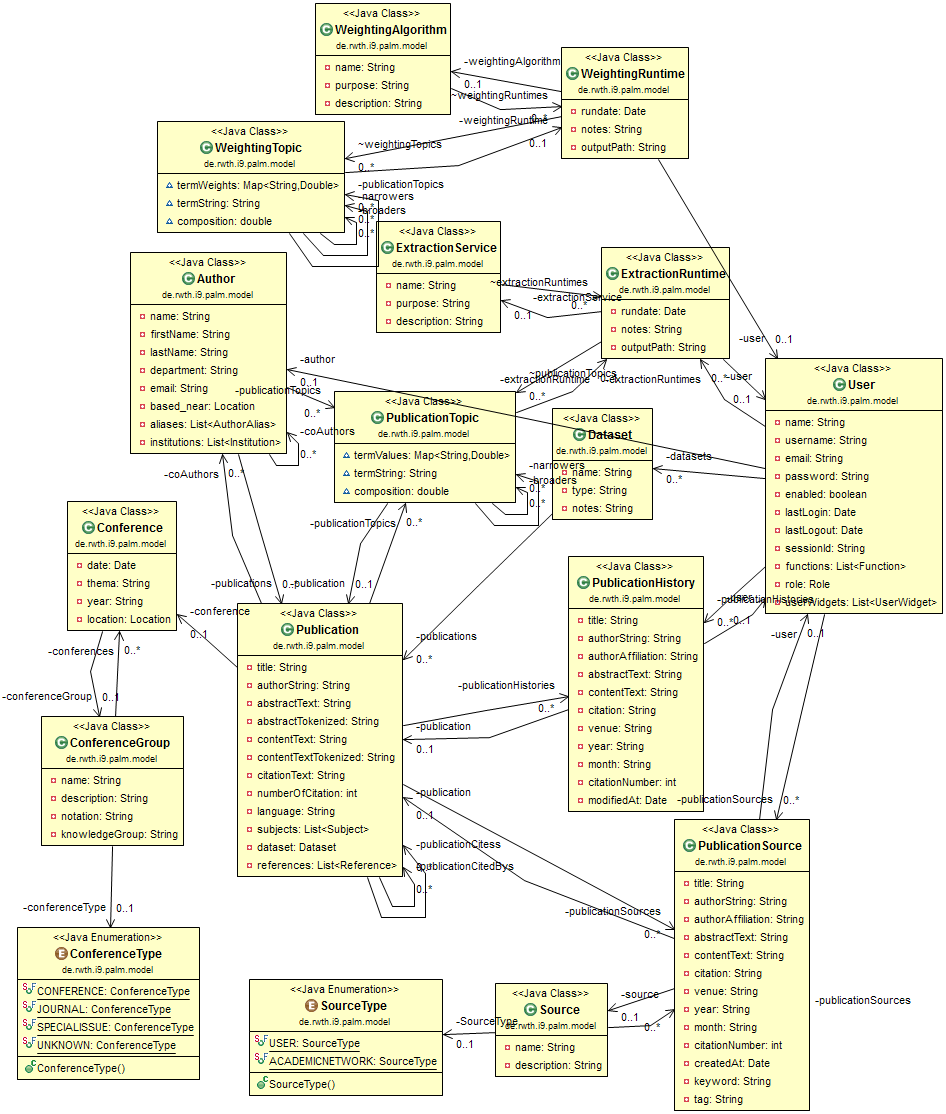 <<Java Class>>
WeightingAlgorithm
de.rwth.i9.palm.model
name: String
purpose: String
description: String
<<Java Class>>
WeightingRuntime
de.rwth.i9.palm.model
rundate: Date
notes: String
outputPath: String
-weightingAlgorithm
0..1
~weightingRuntimes
0..*
-weightingRuntime
0..1
~weightingTopics
0..*
<<Java Class>>
WeightingTopic
de.rwth.i9.palm.model
termWeights: Map<String,Double>
termString: String
composition: double
-publicationTopics
-narrowers
0..*
-broaders
0..*
0..*
<<Java Class>>
ExtractionService
de.rwth.i9.palm.model
name: String
purpose: String
description: String
~extractionRuntimes
0..*
-extractionService
0..1
<<Java Class>>
ExtractionRuntime
de.rwth.i9.palm.model
rundate: Date
notes: String
outputPath: String
-user
0..1
<<Java Class>>
Author
de.rwth.i9.palm.model
name: String
firstName: String
lastName: String
department: String
email: String
based_near: Location
aliases: List<AuthorAlias>
institutions: List<Institution>
-author
0..1
-publicationTopics
0..*
-coAuthors
0..*
~publicationTopics
0..*
-extractionRuntime
-extractionRuntimes
0..*
-user
0..1
<<Java Class>>
PublicationTopic
de.rwth.i9.palm.model
termValues: Map<String,Double>
termString: String
composition: double
-narrowers
0..*
-broaders
0..*
<<Java Class>>
Dataset
de.rwth.i9.palm.model
name: String
type: String
notes: String
-datasets
0..*
<<Java Class>>
User
de.rwth.i9.palm.model
name: String
username: String
email: String
password: String
enabled: boolean
lastLogin: Date
lastLogout: Date
sessionId: String
functions: List<Function>
role: Role
userWidgets: List<UserWidget>
-coAuthors
0..*
-publicationTopics
0..*
-publications
0..*
-publication
0..1
<<Java Class>>
Conference
de.rwth.i9.palm.model
date: Date
thema: String
year: String
location: Location
-conference
0..1
-conferences
0..*
-conferenceGroup
0..1
<<Java Class>>
Publication
de.rwth.i9.palm.model
title: String
authorString: String
abstractText: String
abstractTokenized: String
contentText: String
contentTextTokenized: String
citationText: String
numberOfCitation: int
language: String
subjects: List<Subject>
dataset: Dataset
references: List<Reference>
-publications
0..*
-publicationHistories
0..*
-publication
0..1
-publication
0..1
-publicationCitess
0..*
-publicationCitedBys
0..*
<<Java Class>>
PublicationHistory
de.rwth.i9.palm.model
title: String
authorString: String
authorAffiliation: String
abstractText: String
contentText: String
citation: String
venue: String
year: String
month: String
citationNumber: int
modifiedAt: Date
-user
-publicationHistories
0..*
0..1
-user
0..1
-publicationSources
0..*
<<Java Class>>
ConferenceGroup
de.rwth.i9.palm.model
name: String
description: String
notation: String
knowledgeGroup: String
-conferenceType
0..1
<<Java Enumeration>>
ConferenceType
de.rwth.i9.palm.model
CONFERENCE: ConferenceType
JOURNAL: ConferenceType
SPECIALISSUE: ConferenceType
UNKNOWN: ConferenceType
ConferenceType()
<<Java Enumeration>>
SourceType
de.rwth.i9.palm.model
USER: SourceType
ACADEMICNETWORK: SourceType
SourceType()
-SourceType
0..1
<<Java Class>>
Source
de.rwth.i9.palm.model
name: String
description: String
-source
0..1
0..*
-publicationSources
0..*
<<Java Class>>
PublicationSource
de.rwth.i9.palm.model
title: String
authorString: String
authorAffiliation: String
abstractText: String
contentText: String
citation: String
venue: String
year: String
month: String
citationNumber: int
createdAt: Date
keyword: String
tag: String
-publicationSources